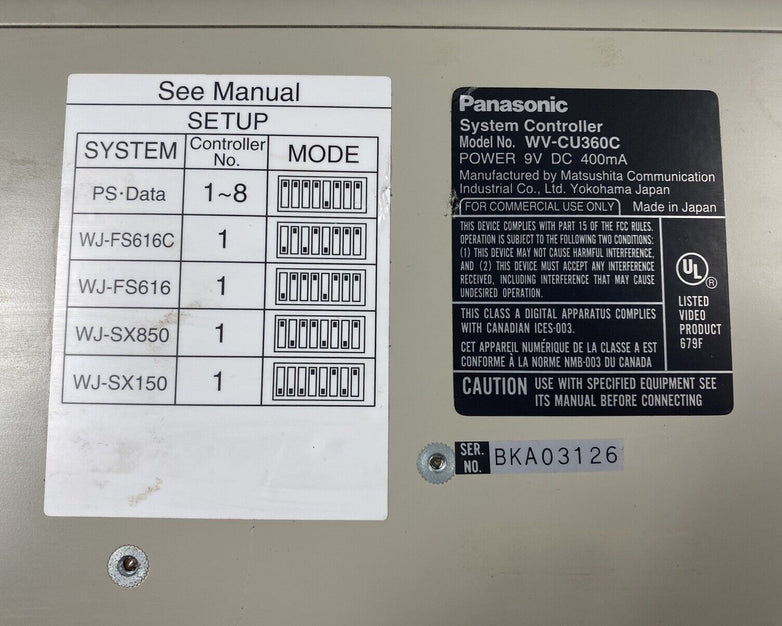 See Manual
SETUP
SYSTEM Controller No. MODE
PS·Data 1~8
WJ-FS616C 1
WJ-FS616 1
WJ-SX850 1
WJ-SX150 1
Panasonic
System Controller
Model No. WV-CU360C
POWER 9V DC 400mA
Manufactured by Matsushita Communication
Industrial Co., Ltd. Yokohama Japan
FOR COMMERCIAL USE ONLY Made in Japan
THIS DEVICE COMPLIES WITH PART 15 OF THE FCC RULES.
OPERATION IS SUBJECT TO THE FOLLOWING TWO CONDITIONS:
(1) THIS DEVICE MAY NOT CAUSE HARMFUL INTERFERENCE,
AND (2) THIS DEVICE MUST ACCEPT ANY INTERFERENCE
RECEIVED, INCLUDING INTERFERENCE THAT MAY CAUSE
UNDESIRED OPERATION.
THIS CLASS A DIGITAL APPARATUS COMPLIES
WITH CANADIAN ICES-003.
CET APPAREIL NUMÉRIQUE DE LA CLASSE A EST
CONFORME À LA NORME NMB-003 DU CANADA
UL ®
LISTED
VIDEO
PRODUCT
679F
CAUTION USE WITH SPECIFIED EQUIPMENT SEE
ITS MANUAL BEFORE CONNECTING
SER. NO. BKA03126